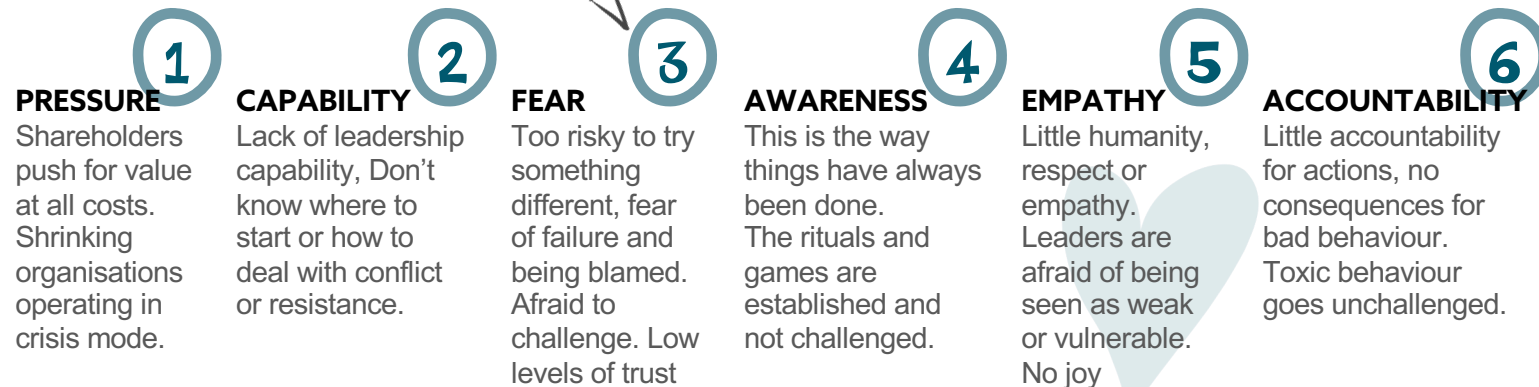 1
PRESSURE
Shareholders
push for value
at all costs.
Shrinking
organisations
operating in
crisis mode.
2
CAPABILITY
Lack of leadership
capability, Don’t
know where to
start or how to
deal with conflict
or resistance.
3
FEAR
Too risky to try
something
different, fear
of failure and
being blamed.
Afraid to
challenge. Low
levels of trust
4
AWARENESS
This is the way
things have always
been done.
The rituals and
games are
established and
not challenged.
5
EMPATHY
Little humanity,
respect or
empathy.
Leaders are
afraid of being
seen as weak
or vulnerable.
No joy
6
ACCOUNTABILITY
Little accountability
for actions, no
consequences for
bad behaviour.
Toxic behaviour
goes unchallenged.